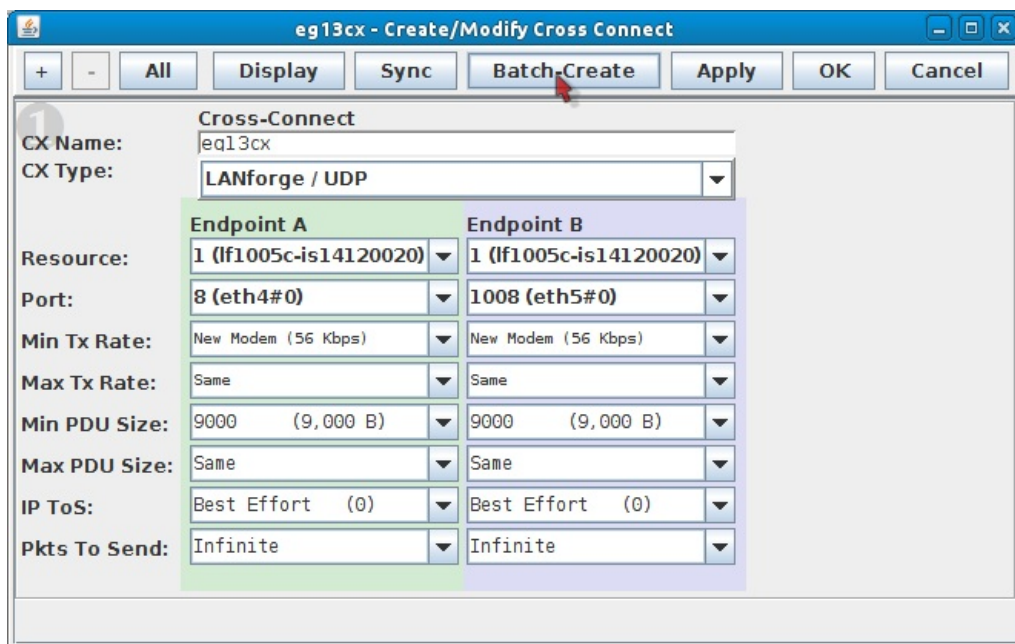 eg13cx - Create/Modify Cross Connect
+ - All Display Sync Batch-Create Apply OK Cancel
1
Cross-Connect
CX Name: eg13cx
CX Type: LANforge / UDP
Endpoint A Endpoint B
Resource: 1 (lf1005c-is14120020) 1 (lf1005c-is14120020)
Port: 8 (eth4#0) 1008 (eth5#0)
Min Tx Rate: New Modem (56 Kbps) New Modem (56 Kbps)
Max Tx Rate: Same Same
Min PDU Size: 9000 (9,000 B) 9000 (9,000 B)
Max PDU Size: Same Same
IP ToS: Best Effort (0) Best Effort (0)
Pkts To Send: Infinite Infinite